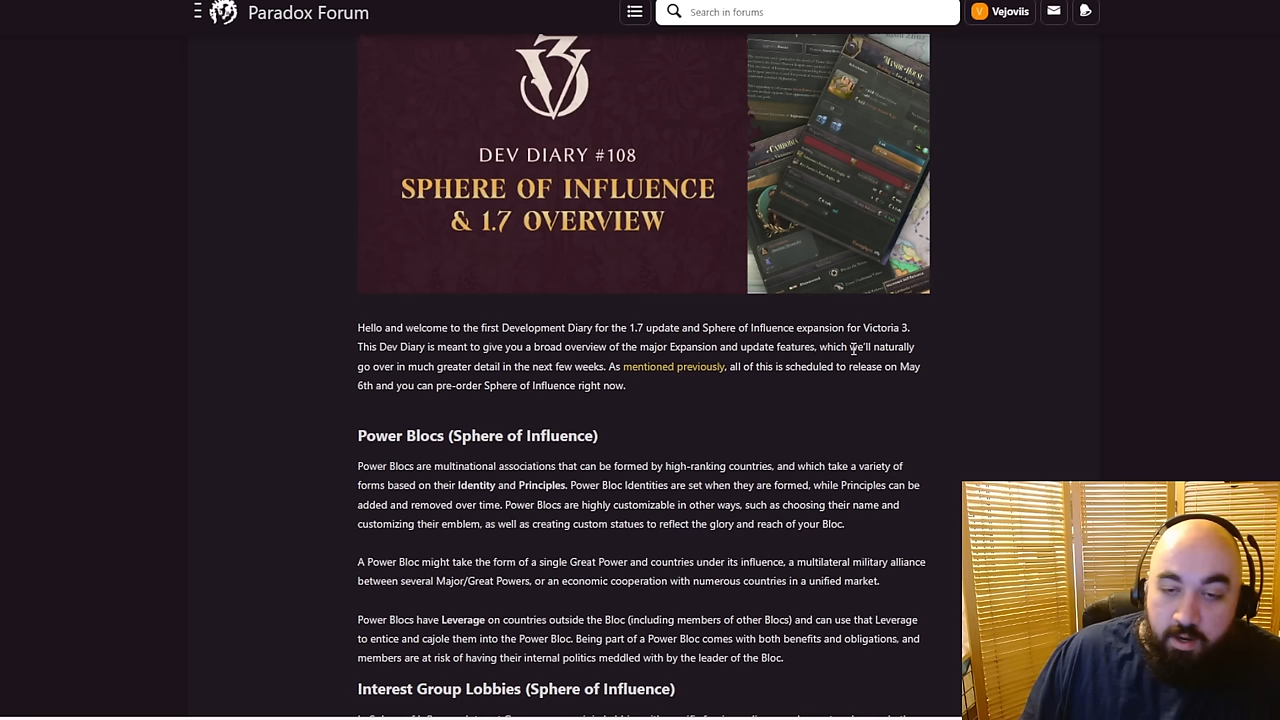 Paradox Forum
Search in forums
V
Vejoviis
V3
DEV DIARY #108
SPHERE OF INFLUENCE
& 1.7 OVERVIEW
MANOR HOUSE
Hello and welcome to the first Development Diary for the 1.7 update and Sphere of Influence expansion for Victoria 3.
This Dev Diary is meant to give you a broad overview of the major Expansion and update features, which we'll naturally
go over in much greater detail in the next few weeks. As mentioned previously, all of this is scheduled to release on May
6th and you can pre-order Sphere of Influence right now.
Power Blocs (Sphere of Influence)
Power Blocs are multinational associations that can be formed by high-ranking countries, and which take a variety of
forms based on their Identity and Principles. Power Bloc Identities are set when they are formed, while Principles can be
added and removed over time. Power Blocs are highly customizable in other ways, such as choosing their name and
customizing their emblem, as well as creating custom statues to reflect the glory and reach of your Bloc.
A Power Bloc might take the form of a single Great Power and countries under its influence, a multilateral military alliance
between several Major/Great Powers, or an economic cooperation with numerous countries in a unified market.
Power Blocs have Leverage on countries outside the Bloc (including members of other Blocs) and can use that Leverage
to entice and cajole them into the Power Bloc. Being part of a Power Bloc comes with both benefits and obligations, and
members are at risk of having their internal politics meddled with by the leader of the Bloc.
Interest Group Lobbies (Sphere of Influence)